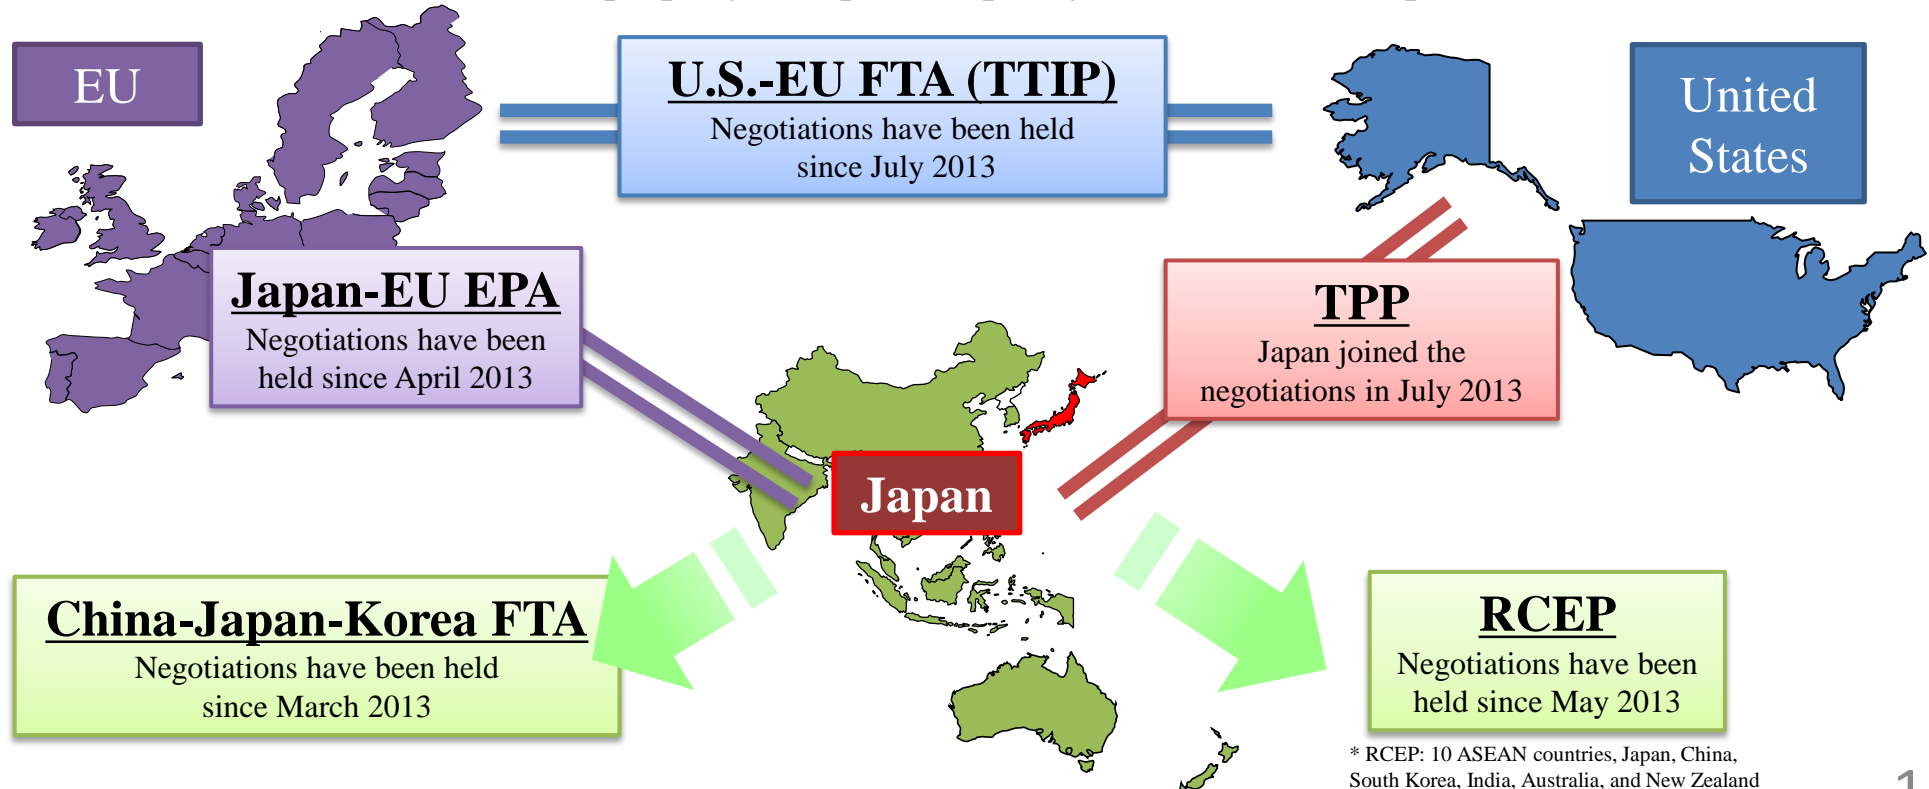 EU
U.S.-EU FTA (TTIP)
Negotiations have been held
since July 2013
United
States
Japan-EU EPA
Negotiations have been
held since April 2013
TPP
Japan joined the
negotiations in July 2013
Japan
China-Japan-Korea FTA
Negotiations have been held
since March 2013
RCEP
Negotiations have been
held since May 2013
* RCEP: 10 ASEAN countries, Japan, China,
South Korea, India, Australia, and New Zealand